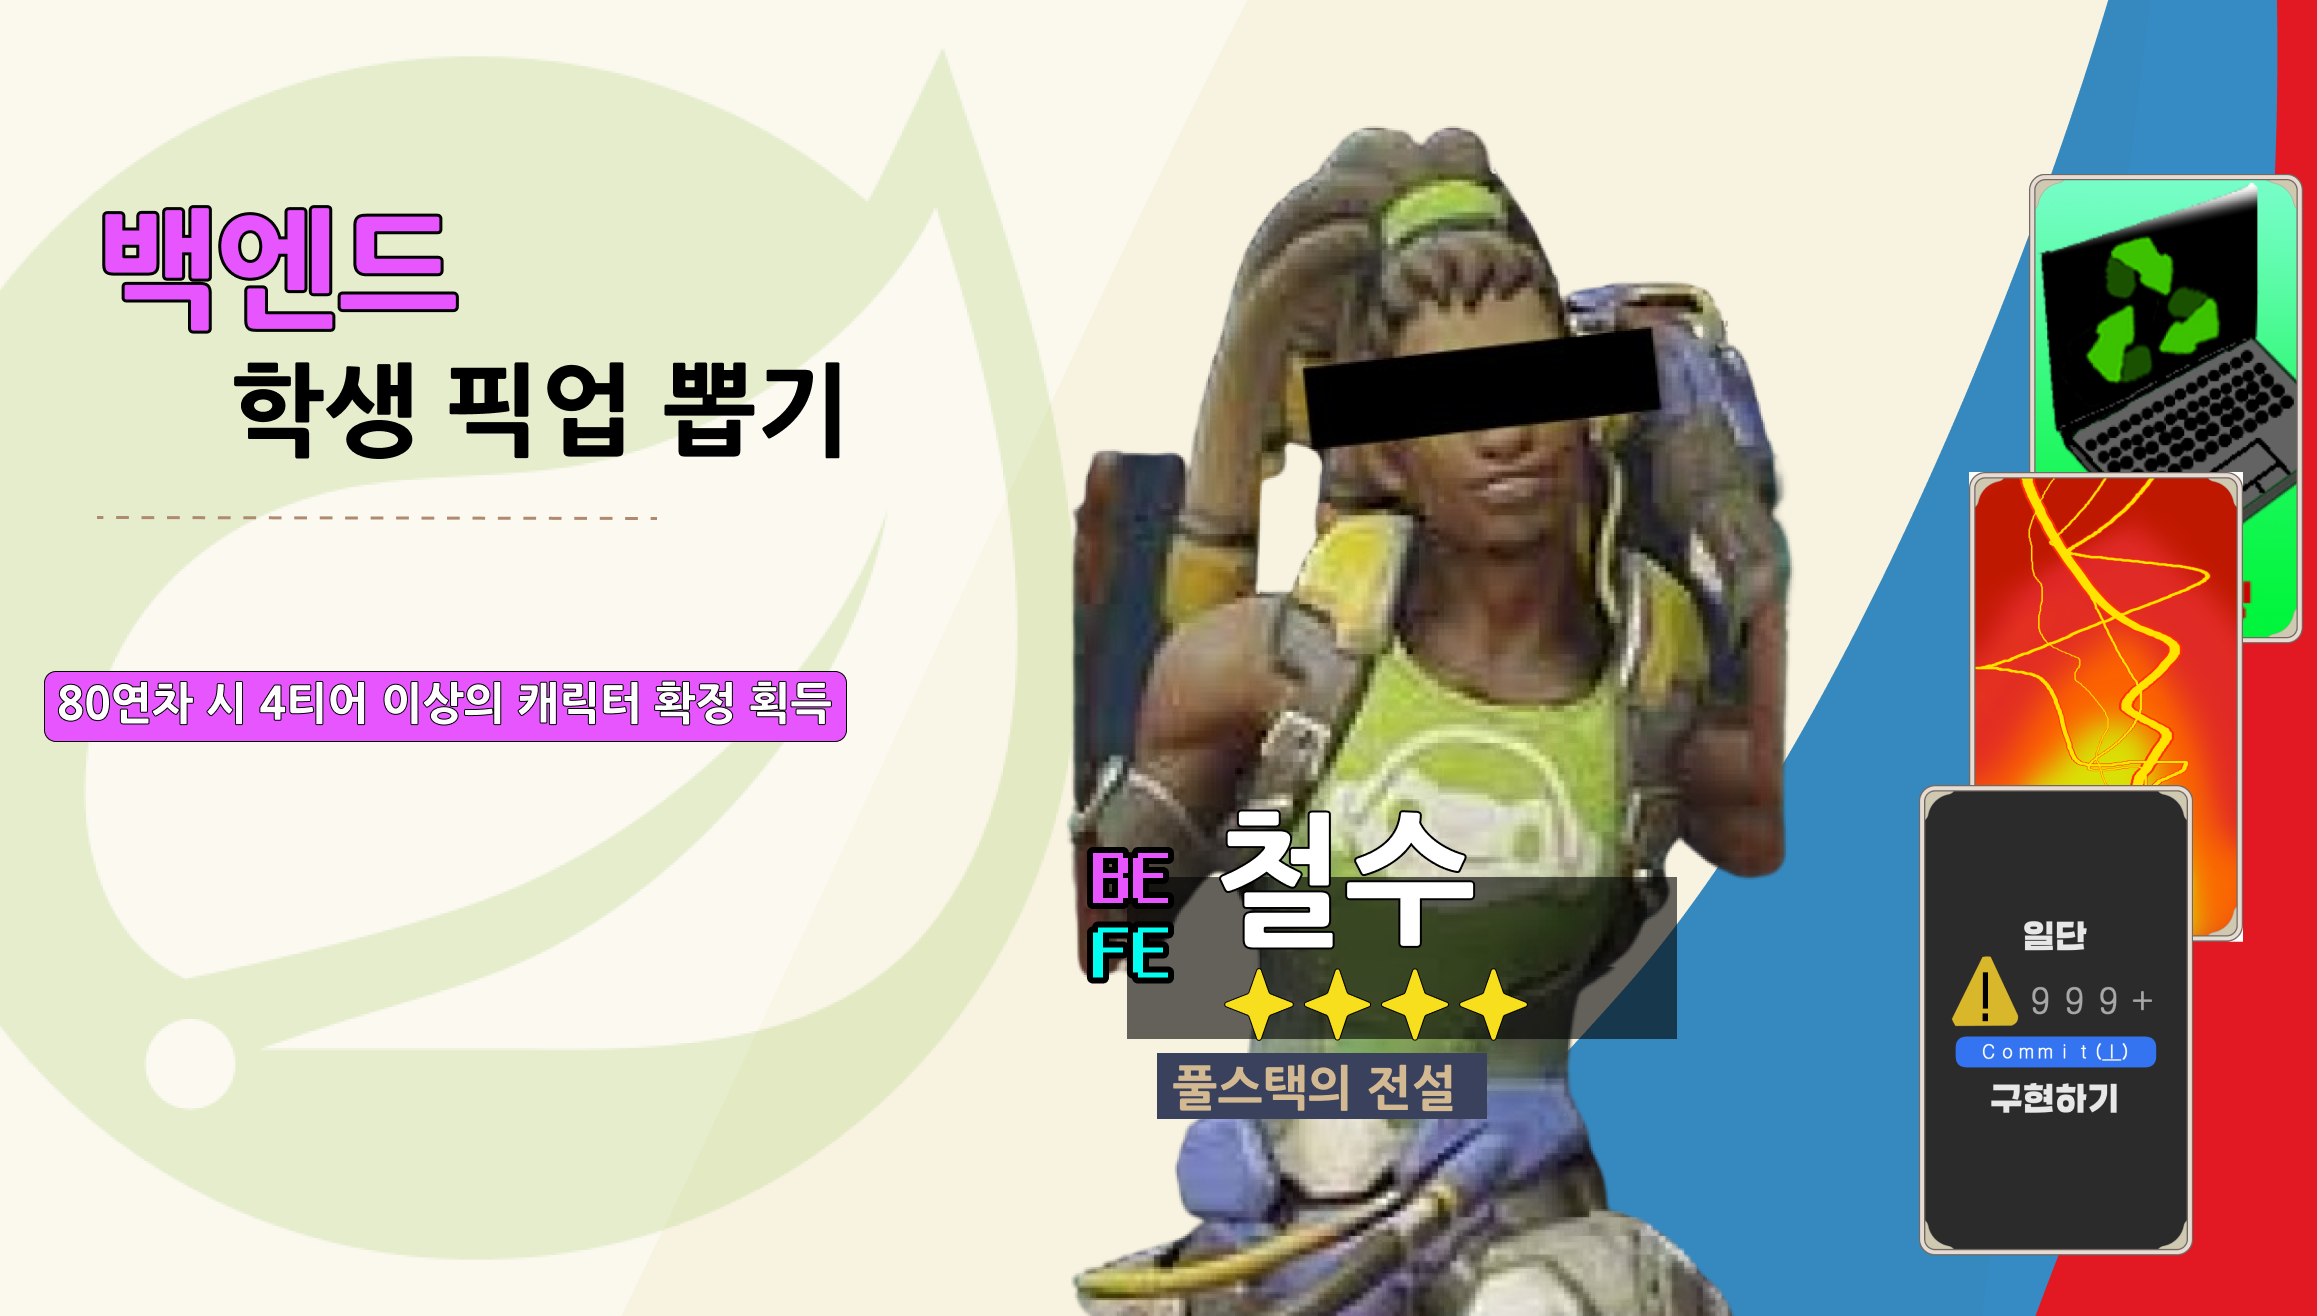 백엔드
학생 픽업 뽑기
80연차 시 4티어 이상의 캐릭터 확정 획득
BE
FE
철수
풀스택의 전설
일단
999+
Commit(⊥)
구현하기